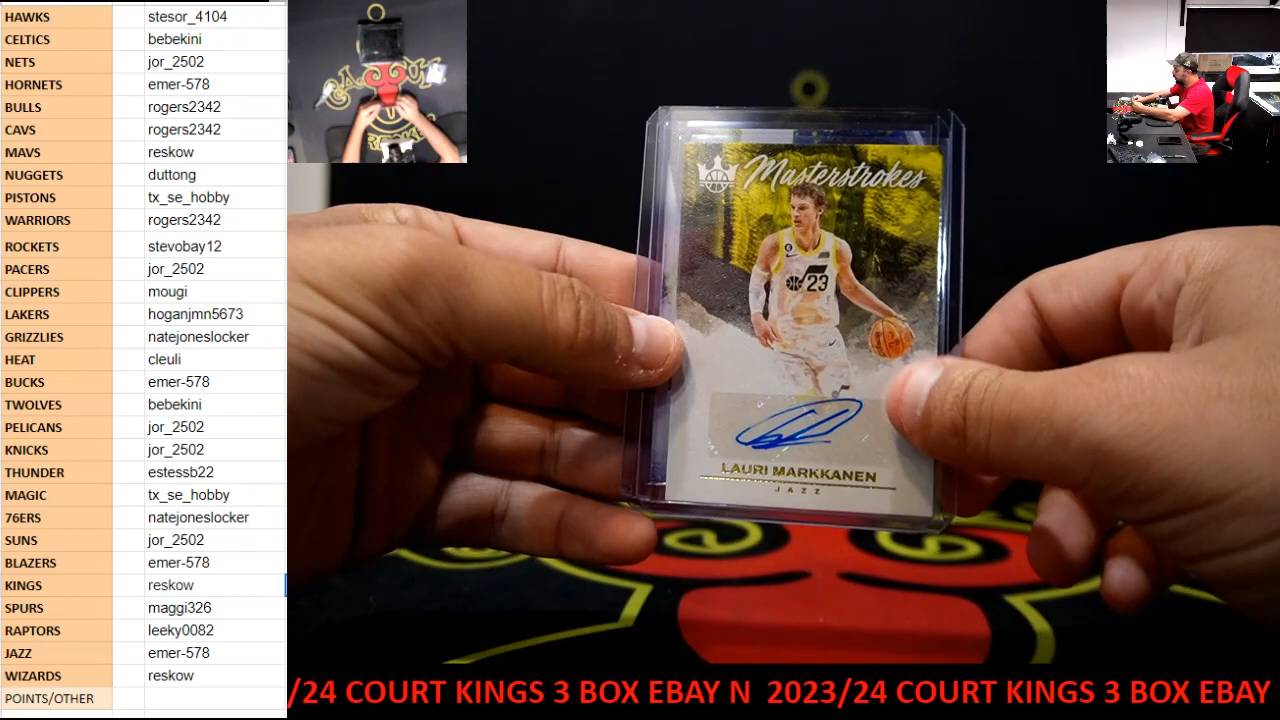 HAWKS stesor_4104
CELTICS bebekini
NETS jor_2502
HORNETS emer-578
BULLS rogers2342
CAVS rogers2342
MAVS reskow
NUGGETS duttong
PISTONS tx_se_hobby
WARRIORS rogers2342
ROCKETS stevobay12
PACERS jor_2502
CLIPPERS mougi
LAKERS hoganjmn5673
GRIZZLIES natejoneslocker
HEAT cleuli
BUCKS emer-578
TWOLVES bebekini
PELICANS jor_2502
KNICKS jor_2502
THUNDER estessb22
MAGIC tx_se_hobby
76ERS natejoneslocker
SUNS jor_2502
BLAZERS emer-578
KINGS reskow
SPURS maggi326
RAPTORS leeky0082
JAZZ emer-578
WIZARDS reskow
POINTS/OTHER
Masterstrokes
23
LAURI MARKKANEN
JAZZ
/24 COURT KINGS 3 BOX EBAY N 2023/24 COURT KINGS 3 BOX EBAY